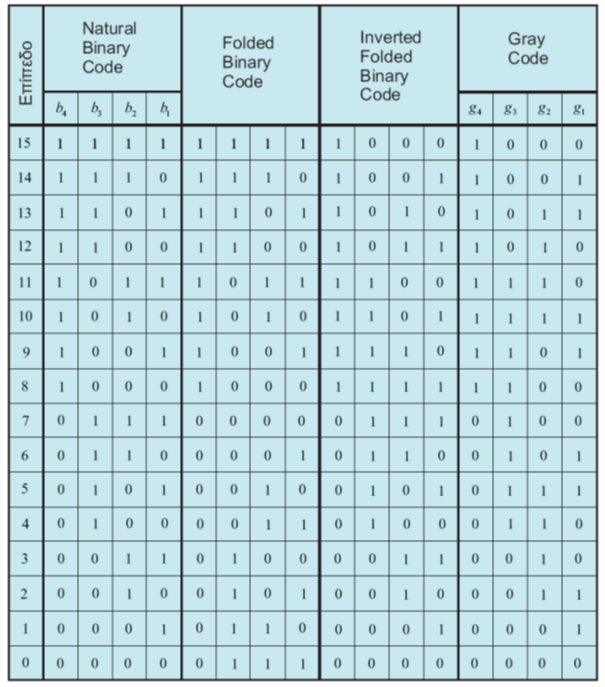 Επίπεδο
Natural
Binary
Code
Folded
Binary
Code
Inverted
Folded
Binary
Code
Gray
Code
b4 b3 b2 b1 g4 g3 g2 g1
15 1 1 1 1 1 1 1 1 1 0 0 0 1 0 0 0
14 1 1 1 0 1 1 1 0 1 0 0 1 1 0 0 1
13 1 1 0 1 1 1 0 1 1 0 1 0 1 0 1 1
12 1 1 0 0 1 1 0 0 1 0 1 1 1 0 1 0
11 1 0 1 1 1 0 1 1 1 1 0 0 1 1 1 0
10 1 0 1 0 1 0 1 0 1 1 0 1 1 1 1 1
9 1 0 0 1 1 0 0 1 1 1 1 0 1 1 0 1
8 1 0 0 0 1 0 0 0 1 1 1 1 1 1 0 0
7 0 1 1 1 0 0 0 0 0 1 1 1 0 1 0 0
6 0 1 1 0 0 0 0 1 0 1 1 0 0 1 0 1
5 0 1 0 1 0 0 1 0 0 1 0 1 0 1 1 1
4 0 1 0 0 0 0 1 1 0 1 0 0 0 1 1 0
3 0 0 1 1 0 1 0 0 0 0 1 1 0 0 1 0
2 0 0 1 0 0 1 0 1 0 0 1 0 0 0 1 1
1 0 0 0 1 0 1 1 0 0 0 0 1 0 0 0 1
0 0 0 0 0 0 1 1 1 0 0 0 0 0 0 0 0